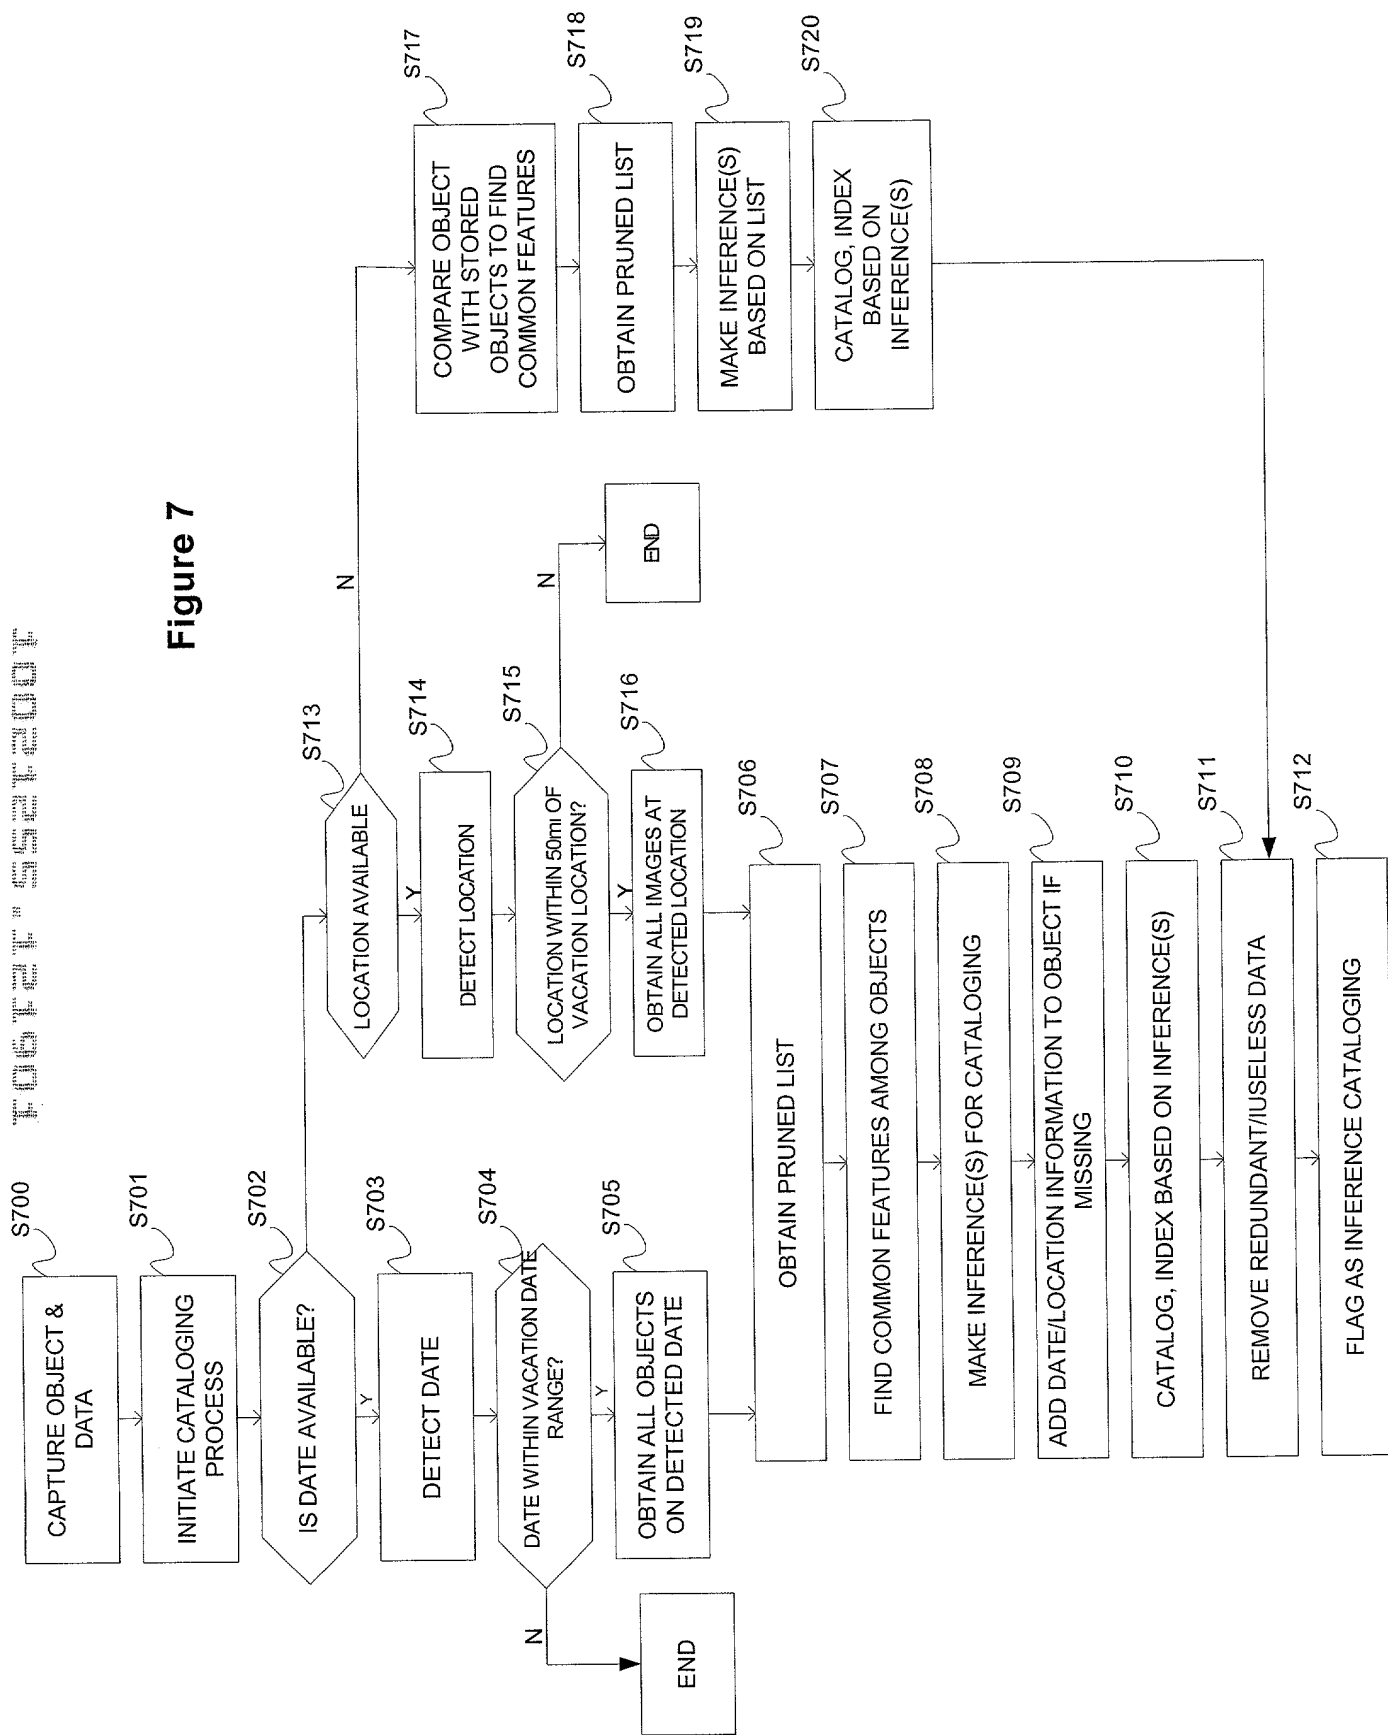 Figure 7
S700
CAPTURE OBJECT &
DATA
S701
INITIATE CATALOGING
PROCESS
S702
IS DATE AVAILABLE?
Y
S703
DETECT DATE
S704
DATE WITHIN VACATION DATE
RANGE?
N
END
Y
S705
OBTAIN ALL OBJECTS
ON DETECTED DATE
S713
LOCATION AVAILABLE
N
Y
S714
DETECT LOCATION
S715
LOCATION WITHIN 50mi OF
VACATION LOCATION?
N
END
Y
S716
OBTAIN ALL IMAGES AT
DETECTED LOCATION
S706
OBTAIN PRUNED LIST
S707
FIND COMMON FEATURES AMONG OBJECTS
S708
MAKE INFERENCE(S) FOR CATALOGING
S709
ADD DATE/LOCATION INFORMATION TO OBJECT IF
MISSING
S710
CATALOG, INDEX BASED ON INFERENCE(S)
S711
REMOVE REDUNDANT/IUSELESS DATA
S712
FLAG AS INFERENCE CATALOGING
S717
COMPARE OBJECT
WITH STORED
OBJECTS TO FIND
COMMON FEATURES
S718
OBTAIN PRUNED LIST
S719
MAKE INFERENCE(S)
BASED ON LIST
S720
CATALOG, INDEX
BASED ON
INFERENCE(S)